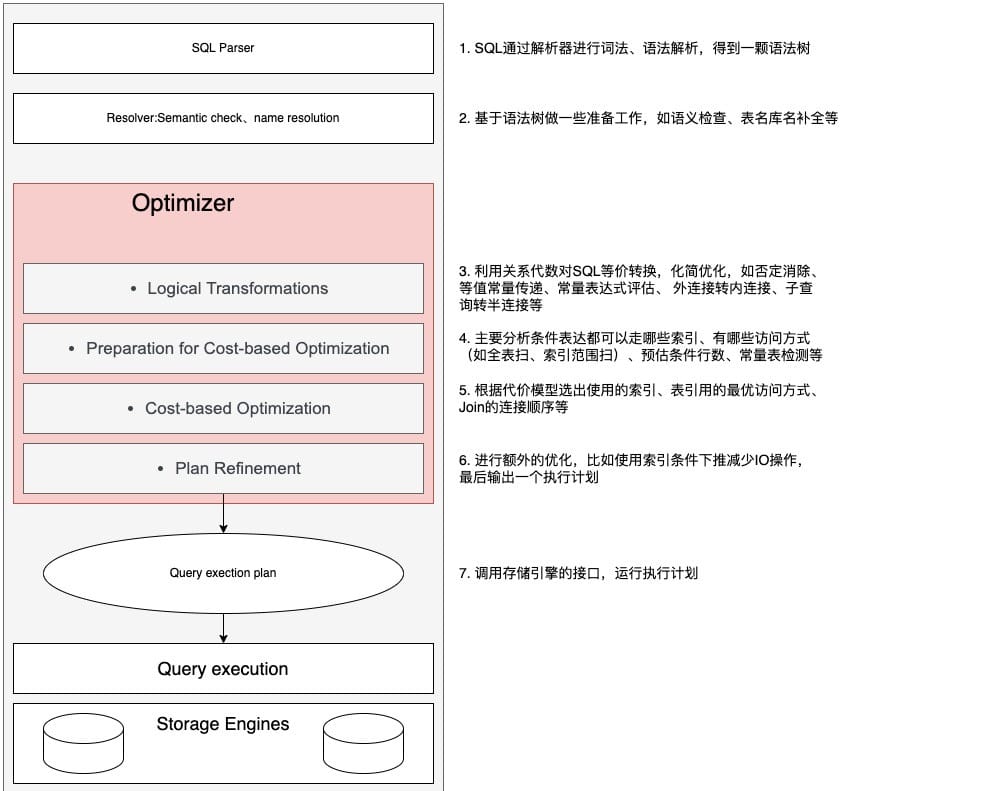 SQL Parser
1. SQL通过解析器进行词法、语法解析，得到一颗语法树
Resolver:Semantic check、name resolution
2. 基于语法树做一些准备工作，如语义检查、表名库名补全等
Optimizer
• Logical Transformations
3. 利用关系代数对SQL等价转换，化简优化，如否定消除、
等值常量传递、常量表达式评估、 外连接转内连接、子查
询转半连接等
• Preparation for Cost-based Optimization
4. 主要分析条件表达都可以走哪些索引、有哪些访问方式
（如全表扫、索引范围扫）、预估条件行数、常量表检测等
• Cost-based Optimization
5. 根据代价模型选出使用的索引、表引用的最优访问方式、
Join的连接顺序等
• Plan Refinement
6. 进行额外的优化，比如使用索引条件下推减少IO操作，
最后输出一个执行计划
Query exection plan
7. 调用存储引擎的接口，运行执行计划
Query execution
Storage Engines